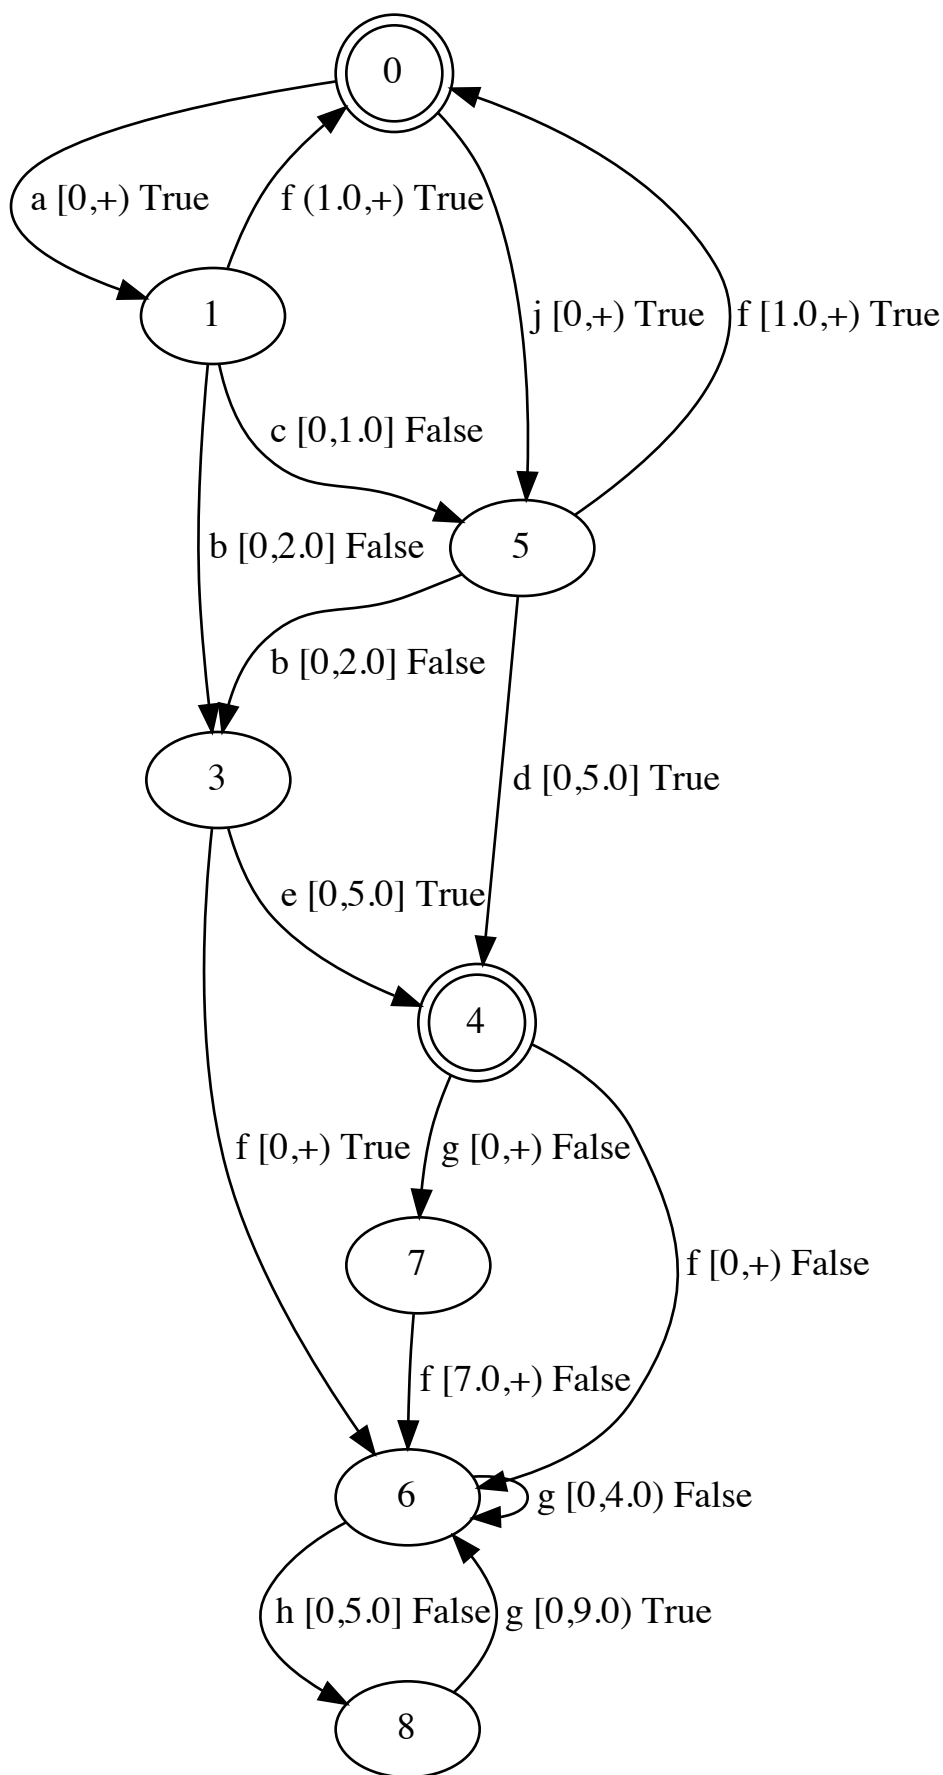 0
a [0,+) True
f (1.0,+) True
1
j [0,+) True
f [1.0,+) True
c [0,1.0] False
b [0,2.0] False
5
b [0,2.0] False
3
d [0,5.0] True
e [0,5.0] True
4
f [0,+) True
g [0,+) False
7
f [0,+) False
f [7.0,+) False
6
g [0,4.0) False
h [0,5.0] False
g [0,9.0) True
8